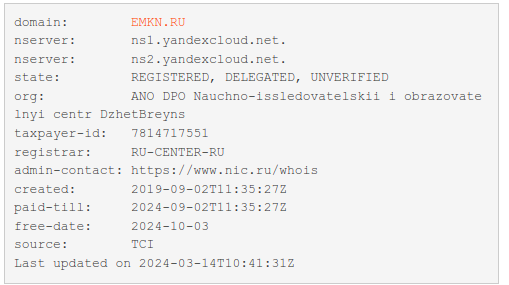 domain: EMKN.RU
nserver: ns1.yandexcloud.net.
nserver: ns2.yandexcloud.net.
state: REGISTERED, DELEGATED, UNVERIFIED
org: ANO DPO Nauchno-issledovatelskii i obrazovate
lnyi centr DzhetBreyns
taxpayer-id: 7814717551
registrar: RU-CENTER-RU
admin-contact: https://www.nic.ru/whois
created: 2019-09-02T11:35:27Z
paid-till: 2024-09-02T11:35:27Z
free-date: 2024-10-03
source: TCI
Last updated on 2024-03-14T10:41:31Z